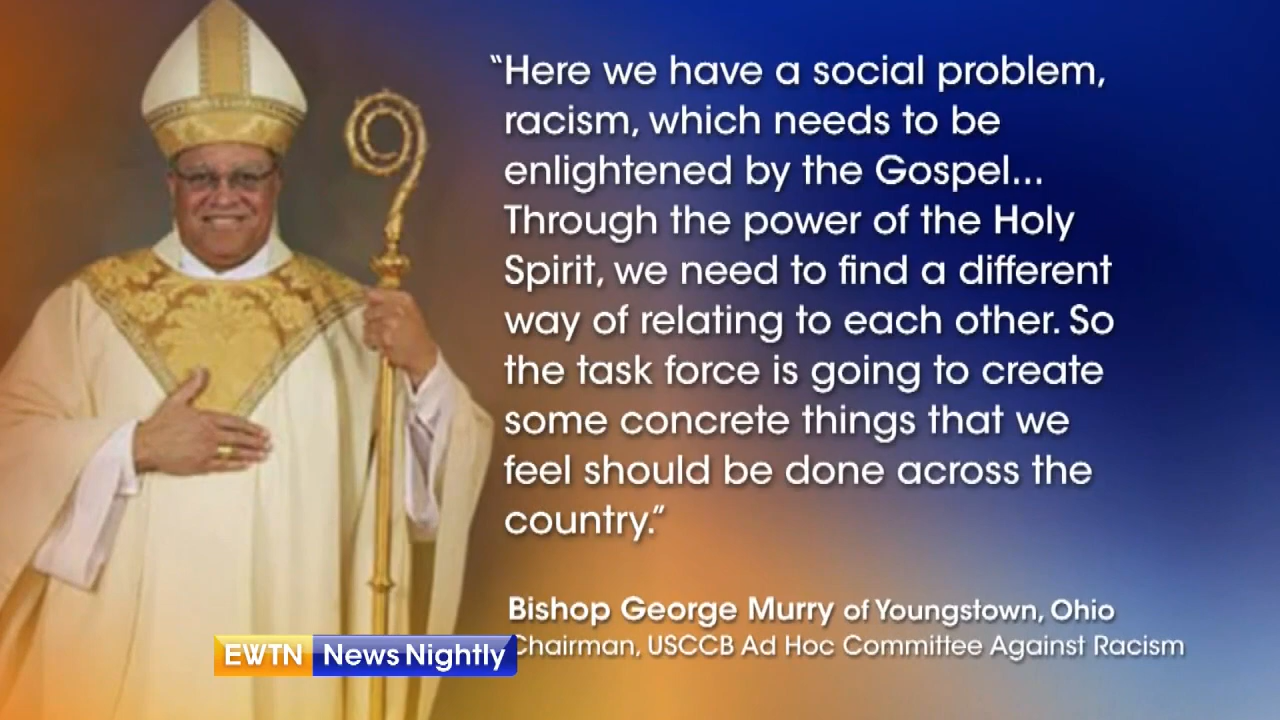 “Here we have a social problem,
racism, which needs to be
enlightened by the Gospel...
Through the power of the Holy
Spirit, we need to find a different
way of relating to each other. So
the task force is going to create
some concrete things that we
feel should be done across the
country.”
Bishop George Murry of Youngstown, Ohio
Chairman, USCCB Ad Hoc Committee Against Racism
EWTN News Nightly